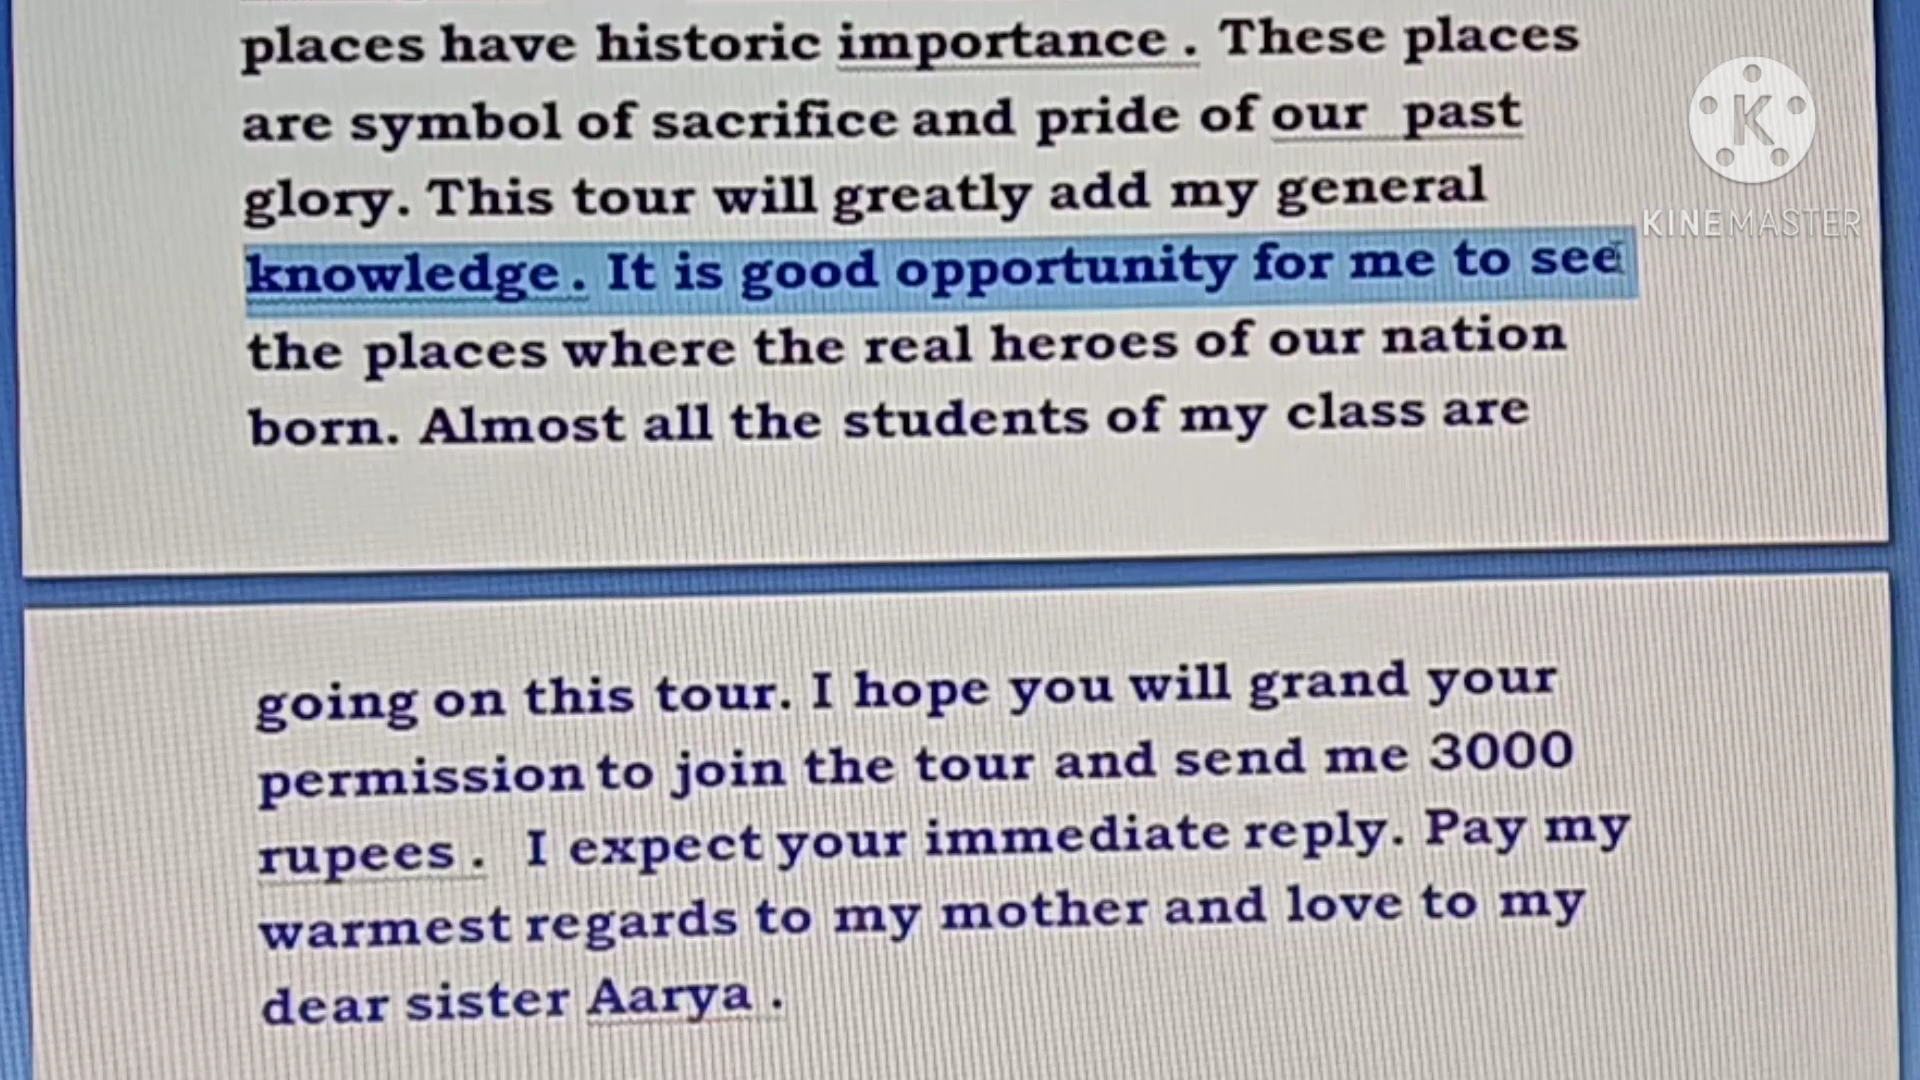 places have historic importance . These places
are symbol of sacrifice and pride of our  past
glory. This tour will greatly add my general
knowledge. It is good opportunity for me to see
the places where the real heroes of our nation
born. Almost all the students of my class are
going on this tour. I hope you will grand your
permission to join the tour and send me 3000
rupees .  I expect your immediate reply. Pay my
warmest regards to my mother and love to my
dear sister Aarya .
K
KINEMASTER